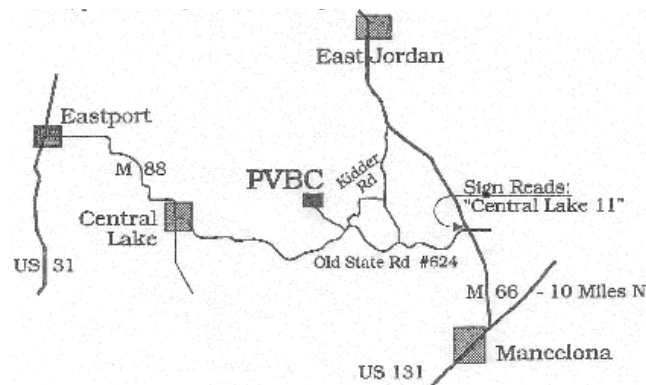 East Jordan
Eastport
M 88
PVBC
Kidder
Rd
Sign Reads:
"Central Lake 11"
Central
Lake
US 31
Old State Rd #624
M 66 - 10 Miles N
Mancelona
US 131